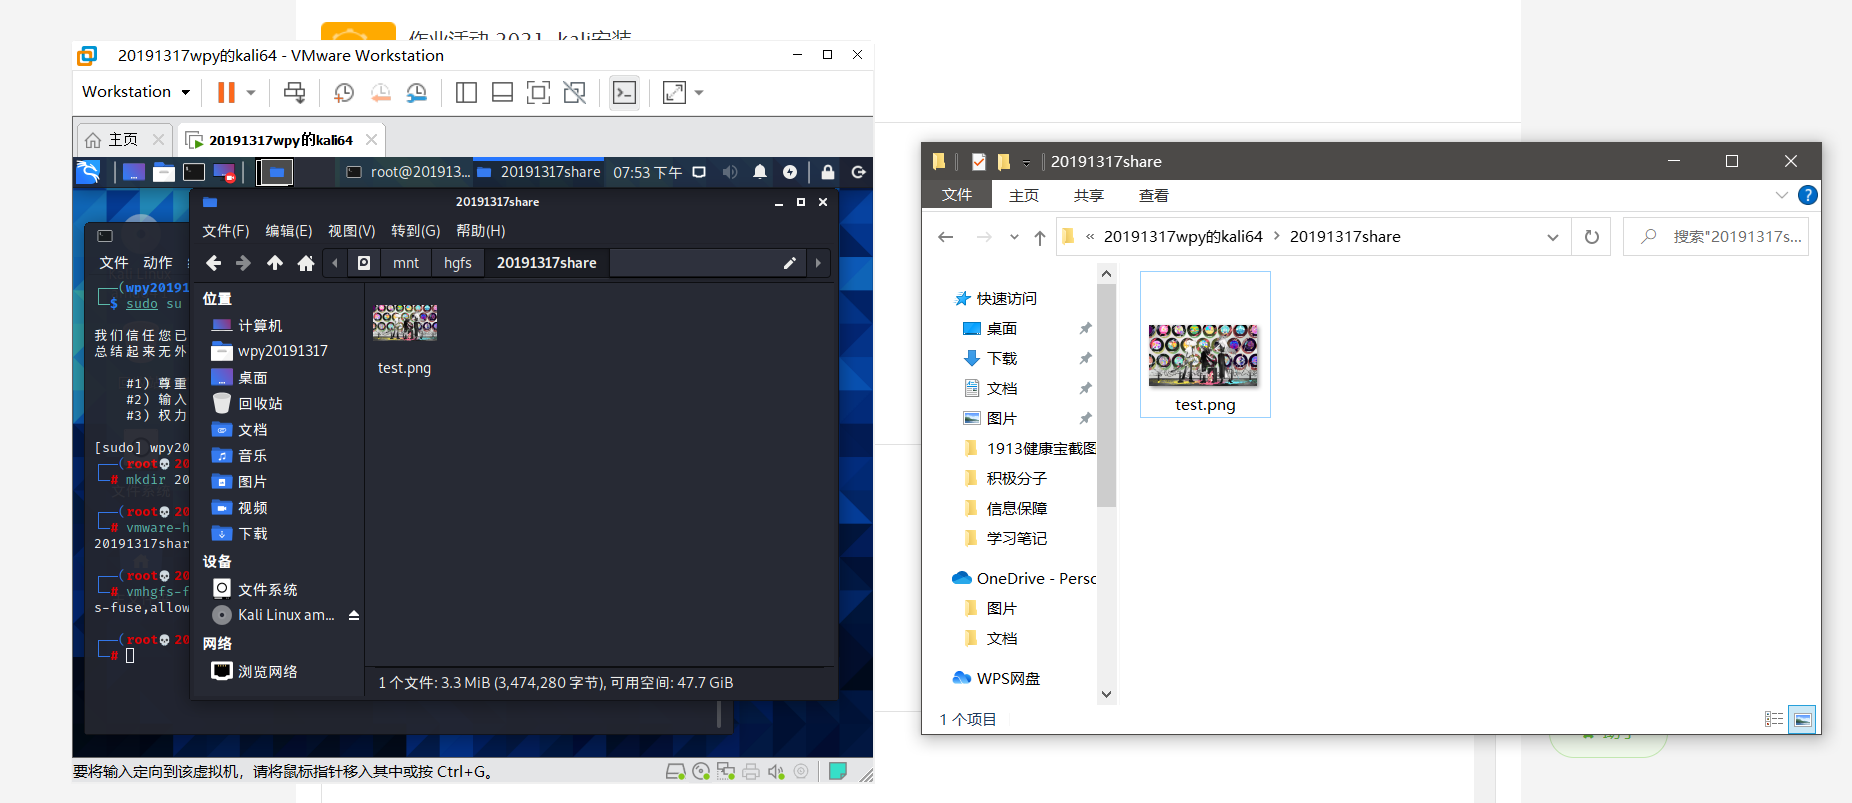 作业活动 2021 kali安装
20191317wpy的kali64 - VMware Workstation
Workstation
主页
20191317wpy的kali64
root@201913...
20191317share
07:53 下午
20191317share
文件(F) 编辑(E) 视图(V) 转到(G) 帮助(H)
mnt hgfs 20191317share
文件 动作
(wpy20191
$ sudo su
我们信任您已
总结起来无外
#1) 尊重
#2) 输入
#3) 权力
[sudo] wpy20
(root💀20
# mkdir 20
(root💀20
# vmware-h
20191317shar
(root💀20
# vmhgfs-f
s-fuse,allow
(root💀20
#
位置
计算机
wpy20191317
桌面
回收站
文档
音乐
图片
视频
下载
设备
文件系统
Kali Linux am...
网络
浏览网络
test.png
1 个文件: 3.3 MiB (3,474,280 字节), 可用空间: 47.7 GiB
要将输入定向到该虚拟机，请将鼠标指针移入其中或按 Ctrl+G。
20191317share
文件 主页 共享 查看
« 20191317wpy的kali64 › 20191317share
搜索"20191317s...
快速访问
桌面
下载
文档
图片
1913健康宝截图
积极分子
信息保障
学习笔记
OneDrive - Perso
图片
文档
WPS网盘
test.png
1 个项目